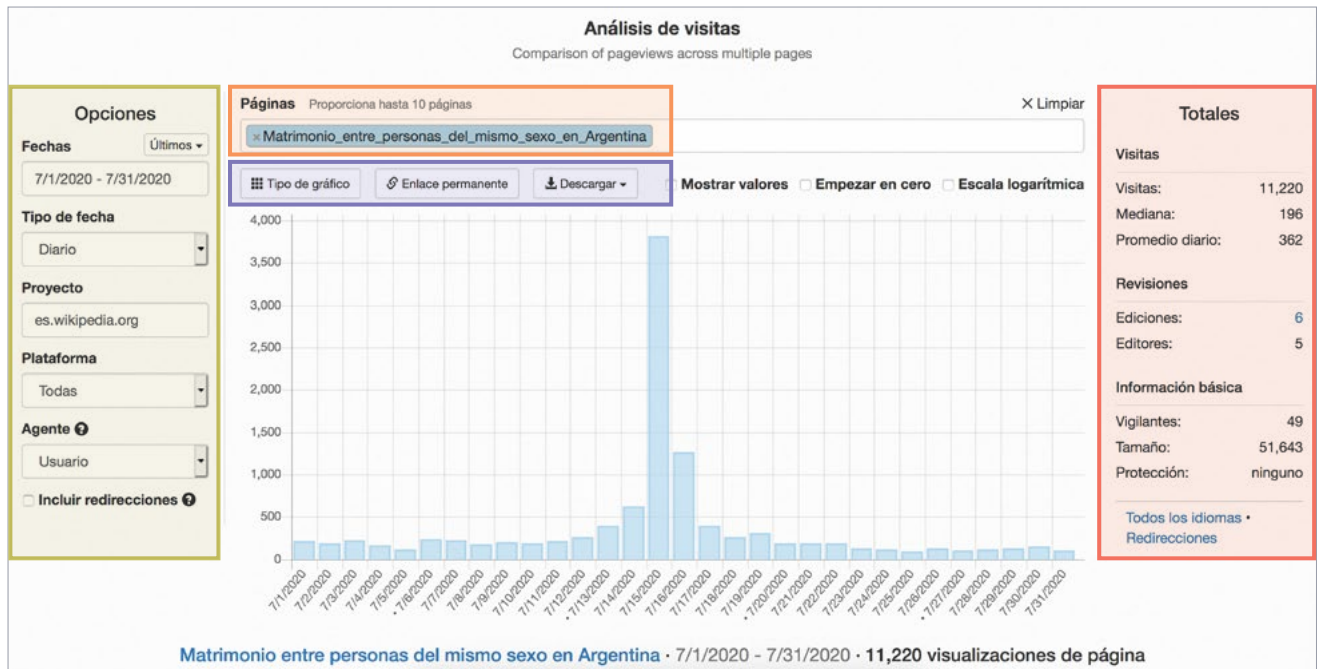 Análisis de visitas
Comparison of pageviews across multiple pages
Opciones
Fechas Últimos
7/1/2020 - 7/31/2020
Tipo de fecha
Diario
Proyecto
es.wikipedia.org
Plataforma
Todas
Agente
Usuario
Incluir redirecciones
Páginas Proporciona hasta 10 páginas × Limpiar
× Matrimonio_entre_personas_del_mismo_sexo_en_Argentina
Tipo de gráfico Enlace permanente Descargar Mostrar valores Empezar en cero Escala logarítmica
4,000
3,500
3,000
2,500
2,000
1,500
1,000
500
0
7/1/2020 7/2/2020 7/3/2020 7/4/2020 7/5/2020 • 7/6/2020 7/7/2020 7/8/2020 7/9/2020 7/10/2020 7/11/2020 7/12/2020 • 7/13/2020 7/14/2020 7/15/2020 7/16/2020 7/17/2020 7/18/2020 7/19/2020 • 7/20/2020 7/21/2020 7/22/2020 7/23/2020 7/24/2020 7/25/2020 7/26/2020 • 7/27/2020 7/28/2020 7/29/2020 7/30/2020 7/31/2020
Totales
Visitas
Visitas: 11,220
Mediana: 196
Promedio diario: 362
Revisiones
Ediciones: 6
Editores: 5
Información básica
Vigilantes: 49
Tamaño: 51,643
Protección: ninguno
Todos los idiomas •
Redirecciones
Matrimonio entre personas del mismo sexo en Argentina · 7/1/2020 - 7/31/2020 · 11,220 visualizaciones de página